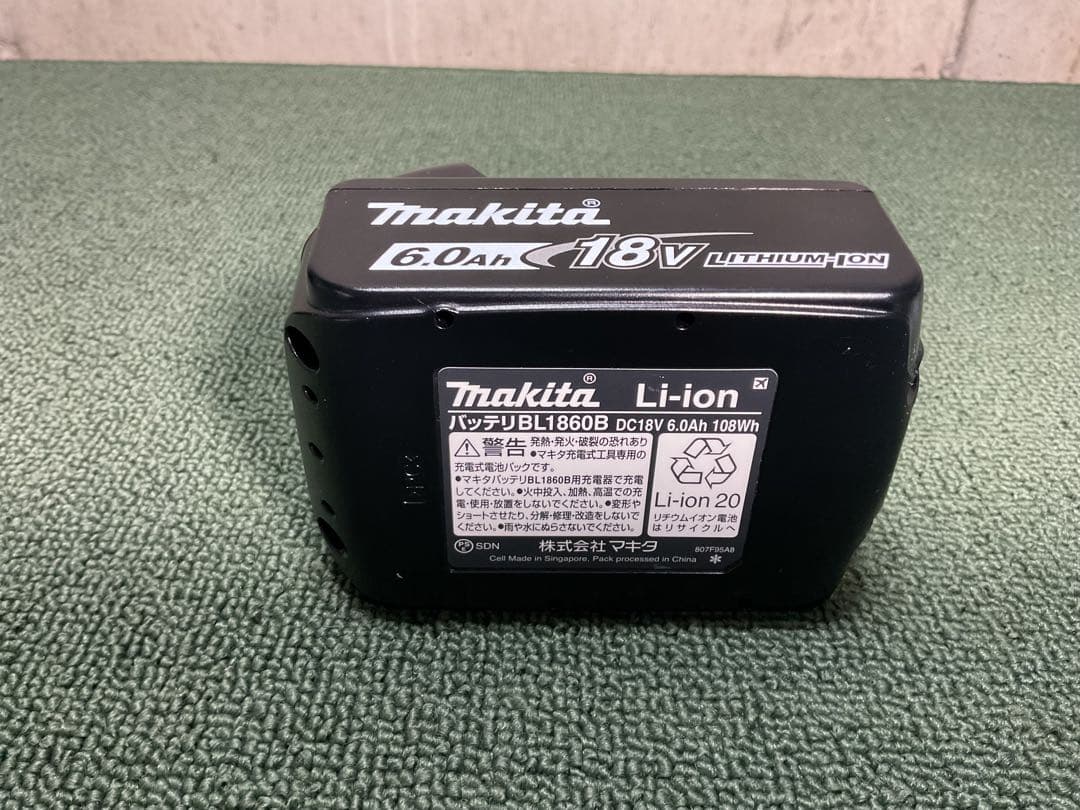 makita®
6.0Ah 18V LITHIUM-ION
makita® Li-ion
バッテリBL1860B DC18V 6.0Ah 108Wh
警告 発熱・発火・破裂の恐れあり
●マキタ充電式工具専用の
充電式電池パックです。
●マキタバッテリBL1860B用充電器で充電
してください。●火中投入、加熱、高温での充
電・使用・放置をしないでください。●変形や
ショートさせたり、分解・修理・改造をしないで
ください。●雨や水にぬらさないでください。
Li-ion 20
リチウムイオン電池
はリサイクルへ
PS E SDN 株式会社マキタ 807F95A8
Cell Made in Singapore, Pack processed in China *